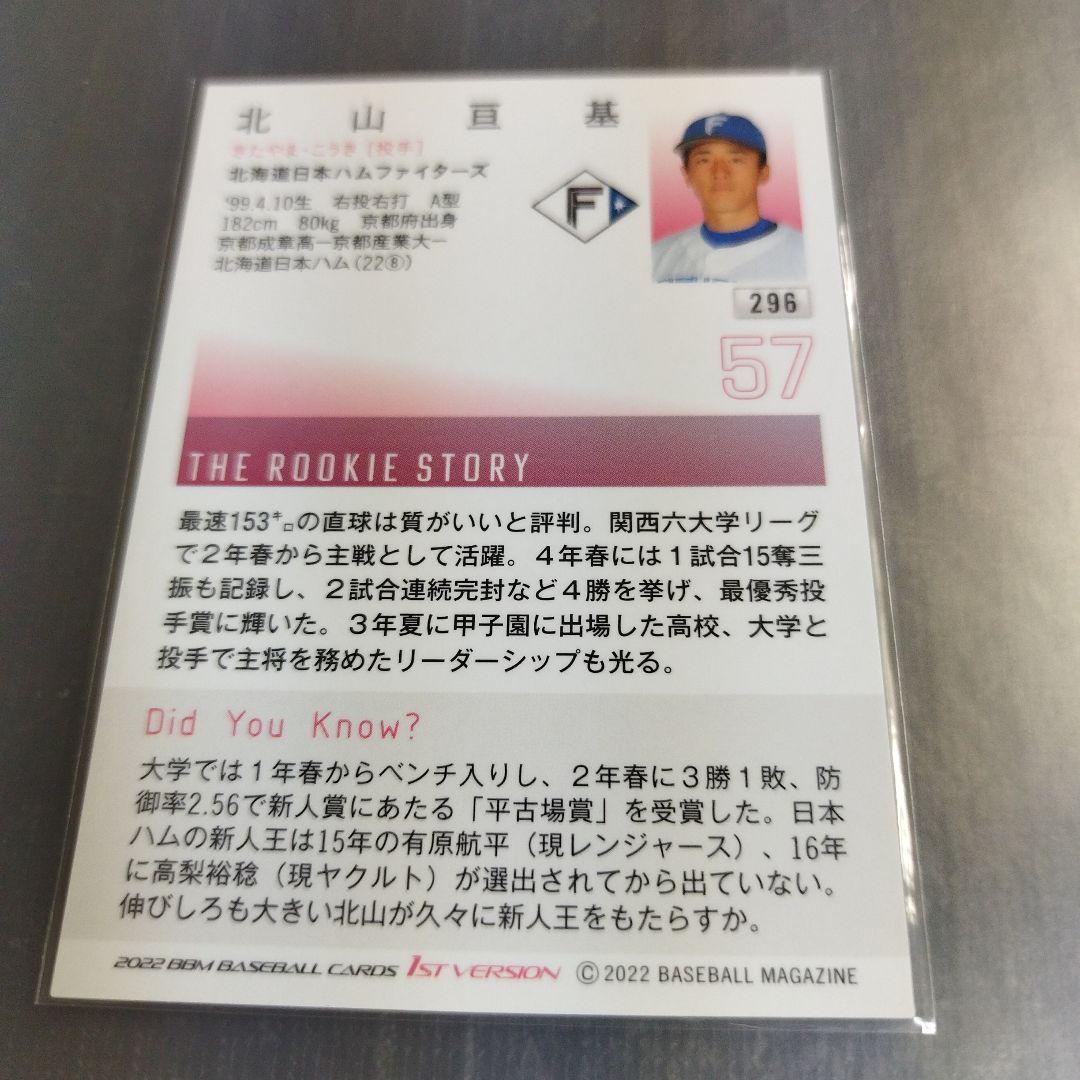 北山亘基
きたやま・こうき [投手]
北海道日本ハムファイターズ
'99.4.10生 右投右打 A型
182cm 80kg 京都府出身
京都成章高ー京都産業大ー
北海道日本ハム(22⑧)
F
F
296
57
THE ROOKIE STORY
最速153㌔の直球は質がいいと評判。関西六大学リーグ
で２年春から主戦として活躍。４年春には１試合15奪三
振も記録し、２試合連続完封など４勝を挙げ、最優秀投
手賞に輝いた。３年夏に甲子園に出場した高校、大学と
投手で主将を務めたリーダーシップも光る。
Did You Know?
大学では１年春からベンチ入りし、２年春に３勝１敗、防
御率2.56で新人賞にあたる「平古場賞」を受賞した。日本
ハムの新人王は15年の有原航平（現レンジャース）、16年
に高梨裕稔（現ヤクルト）が選出されてから出ていない。
伸びしろも大きい北山が久々に新人王をもたらすか。
2022 BBM BASEBALL CARDS 1ST VERSION © 2022 BASEBALL MAGAZINE